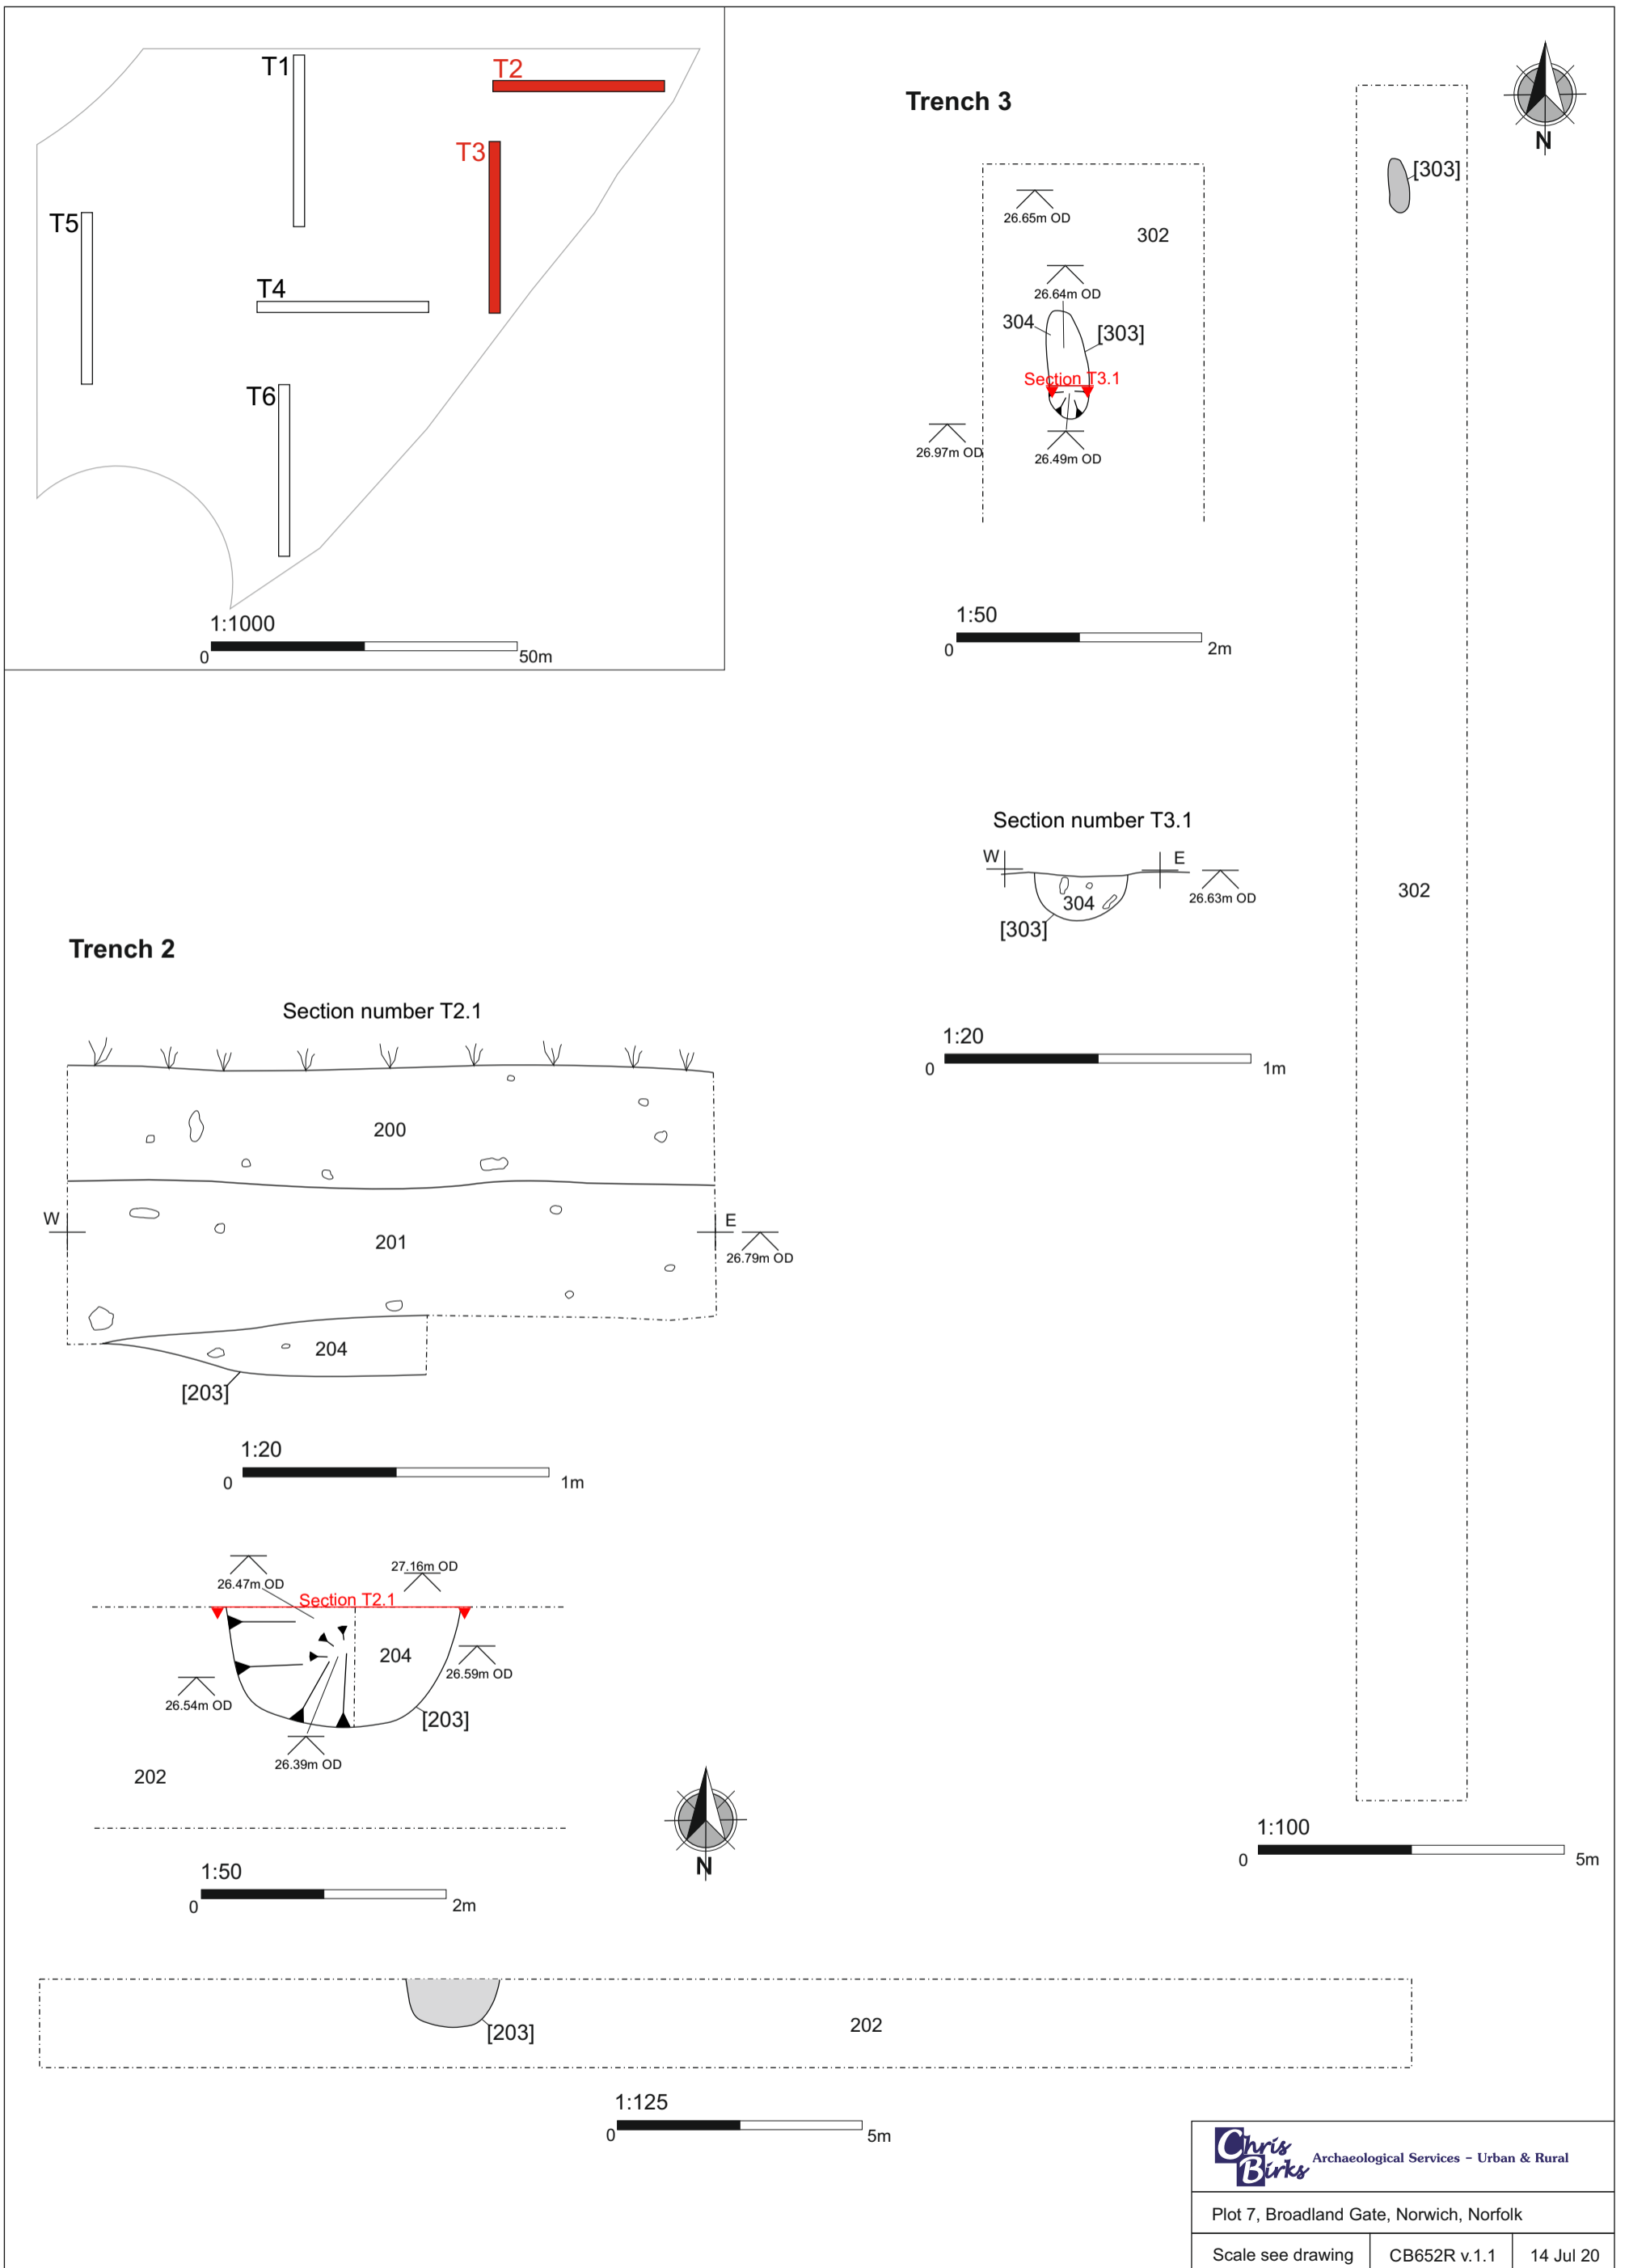 T1
T2
T3
T5
T4
T6
1:1000
0
50m
Trench 3
N
[303]
26.65m OD
302
26.64m OD
304
[303]
Section T3.1
26.97m OD
26.49m OD
1:50
0
2m
Section number T3.1
W
E
26.63m OD
304
[303]
302
1:20
0
1m
Trench 2
Section number T2.1
200
W
E
201
26.79m OD
204
[203]
1:20
0
1m
26.47m OD
27.16m OD
Section T2.1
204
26.59m OD
26.54m OD
[203]
26.39m OD
202
N
1:50
0
2m
1:100
0
5m
[203]
202
1:125
0
5m
Chris Birks
Archaeological Services - Urban & Rural
Plot 7, Broadland Gate, Norwich, Norfolk
Scale see drawing
CB652R v.1.1
14 Jul 20